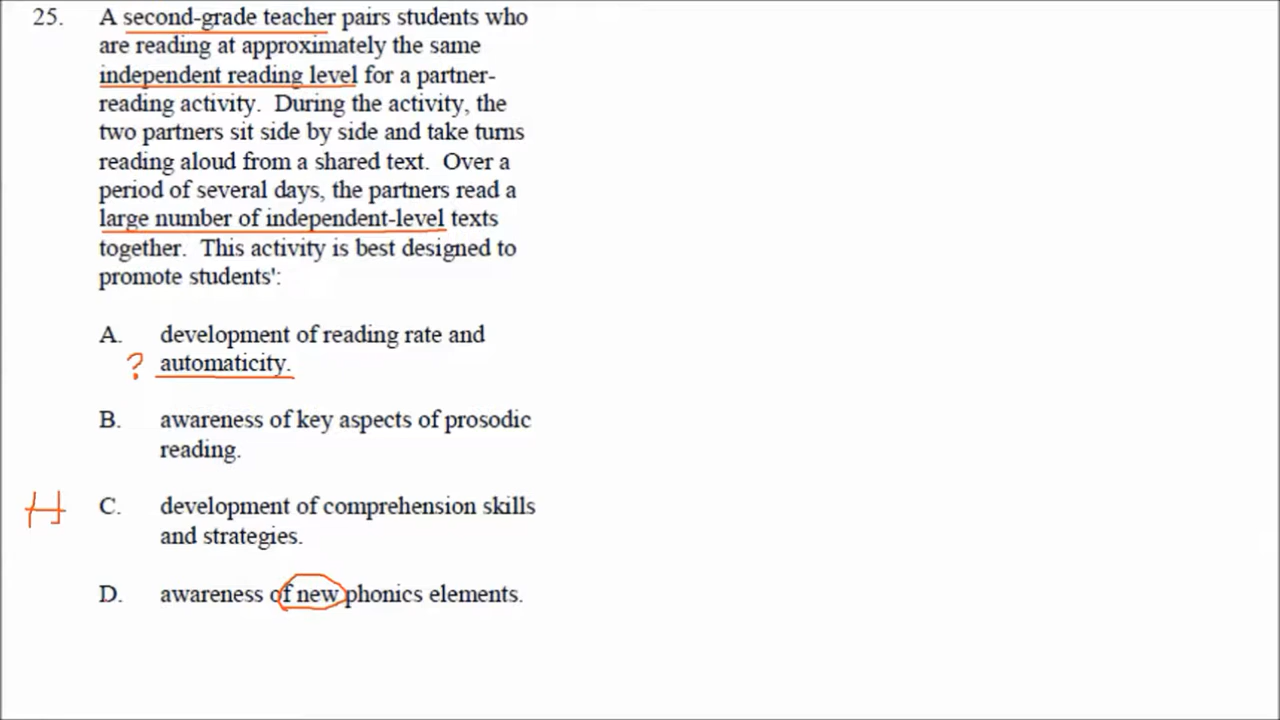 25. A second-grade teacher pairs students who
are reading at approximately the same
independent reading level for a partner-
reading activity. During the activity, the
two partners sit side by side and take turns
reading aloud from a shared text. Over a
period of several days, the partners read a
large number of independent-level texts
together. This activity is best designed to
promote students':
A. development of reading rate and
? automaticity.
B. awareness of key aspects of prosodic
reading.
H C. development of comprehension skills
and strategies.
D. awareness of new phonics elements.